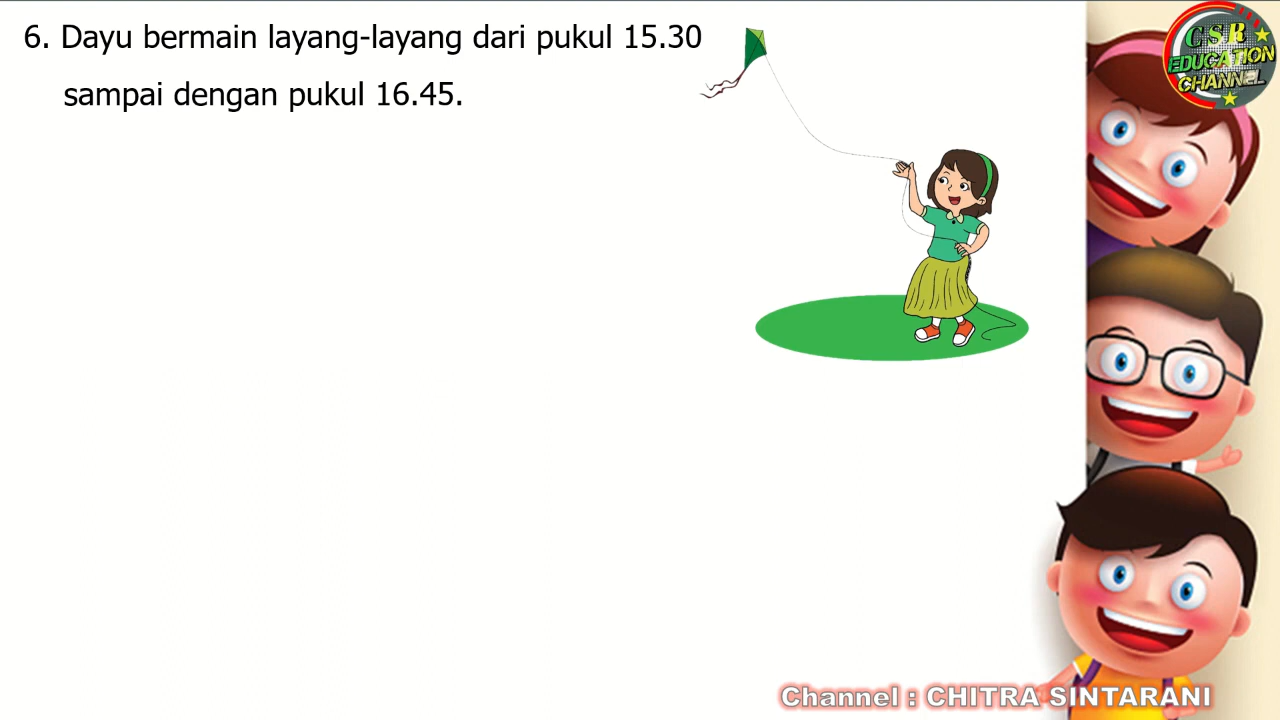 6. Dayu bermain layang-layang dari pukul 15.30
sampai dengan pukul 16.45.
CSR
EDUCATION
CHANNEL
Channel : CHITRA SINTARANI